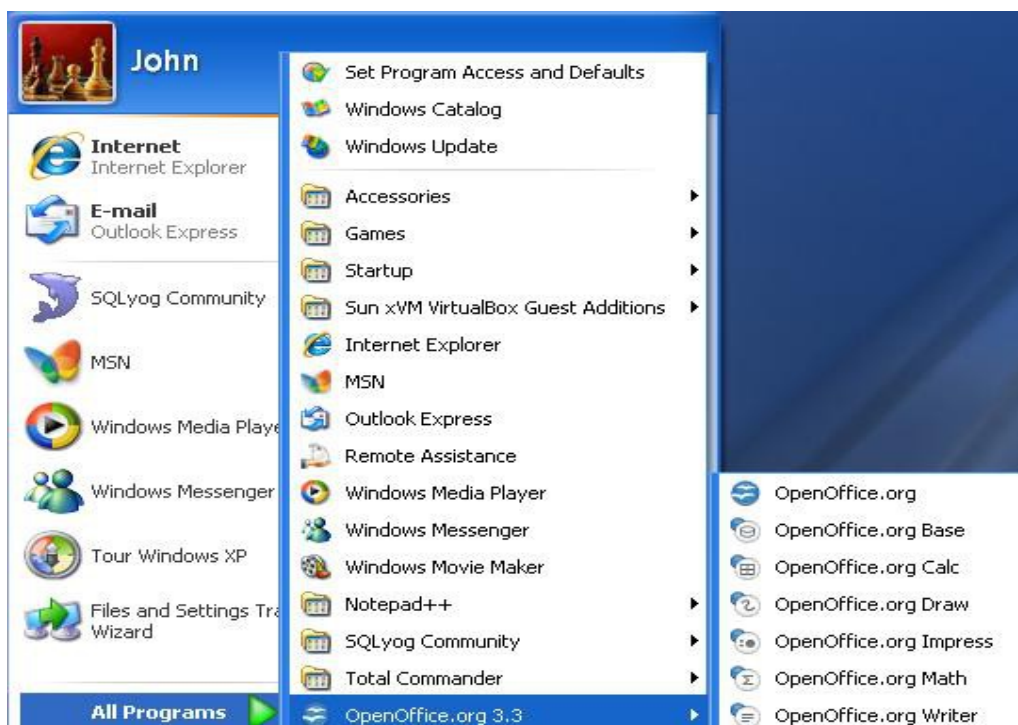 John
Internet
Internet Explorer
E-mail
Outlook Express
SQLyog Community
MSN
Windows Media Playe
Windows Messenger
Tour Windows XP
Files and Settings Tra
Wizard
All Programs
Set Program Access and Defaults
Windows Catalog
Windows Update
Accessories
Games
Startup
Sun xVM VirtualBox Guest Additions
Internet Explorer
MSN
Outlook Express
Remote Assistance
Windows Media Player
Windows Messenger
Windows Movie Maker
Notepad++
SQLyog Community
Total Commander
OpenOffice.org 3.3
OpenOffice.org
OpenOffice.org Base
OpenOffice.org Calc
OpenOffice.org Draw
OpenOffice.org Impress
OpenOffice.org Math
OpenOffice.org Writer